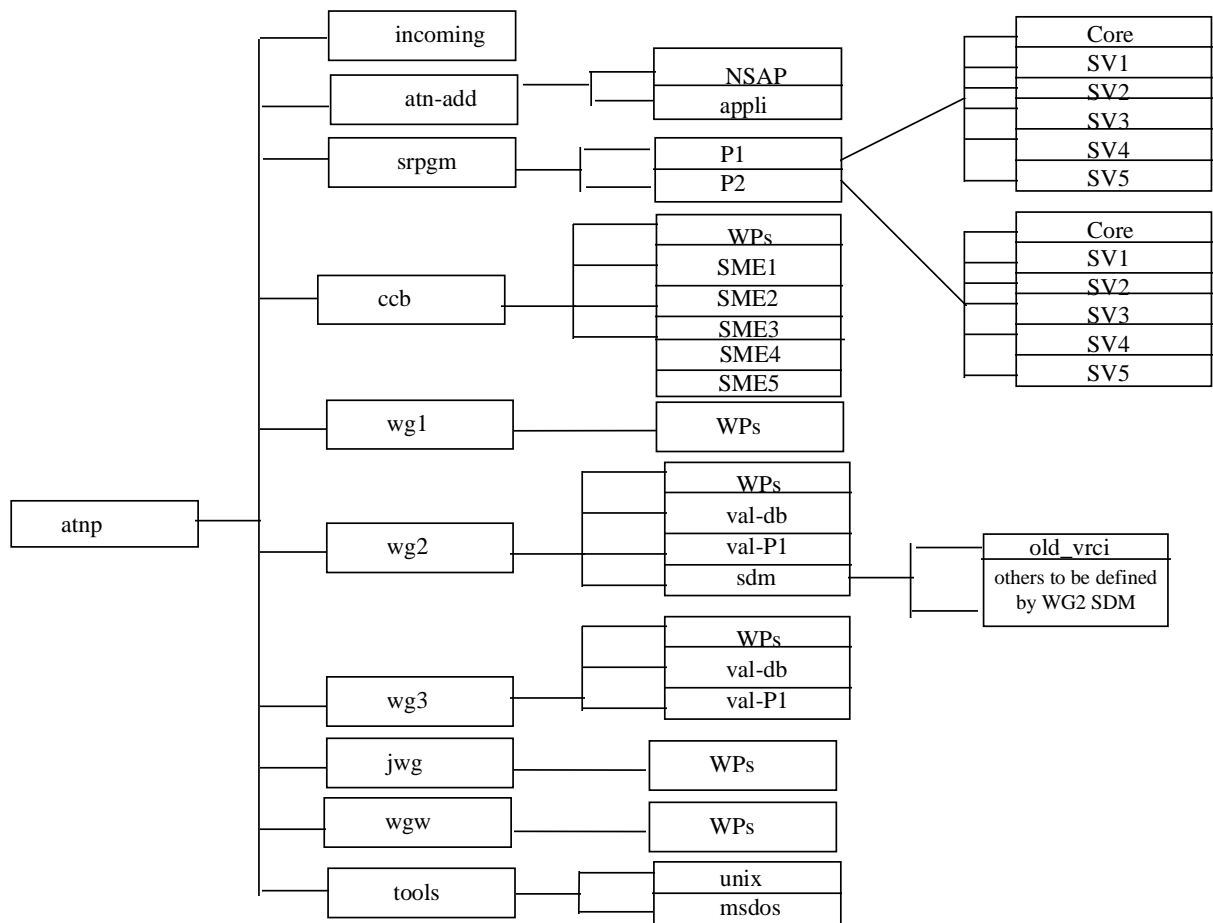 atnp
incoming
atn-add
NSAP
appli
srpgm
P1
P2
Core
SV1
SV2
SV3
SV4
SV5
Core
SV1
SV2
SV3
SV4
SV5
ccb
WPs
SME1
SME2
SME3
SME4
SME5
wg1
WPs
wg2
WPs
val-db
val-P1
sdm
old_vrci
others to be defined
by WG2 SDM
wg3
WPs
val-db
val-P1
jwg
WPs
wgw
WPs
tools
unix
msdos